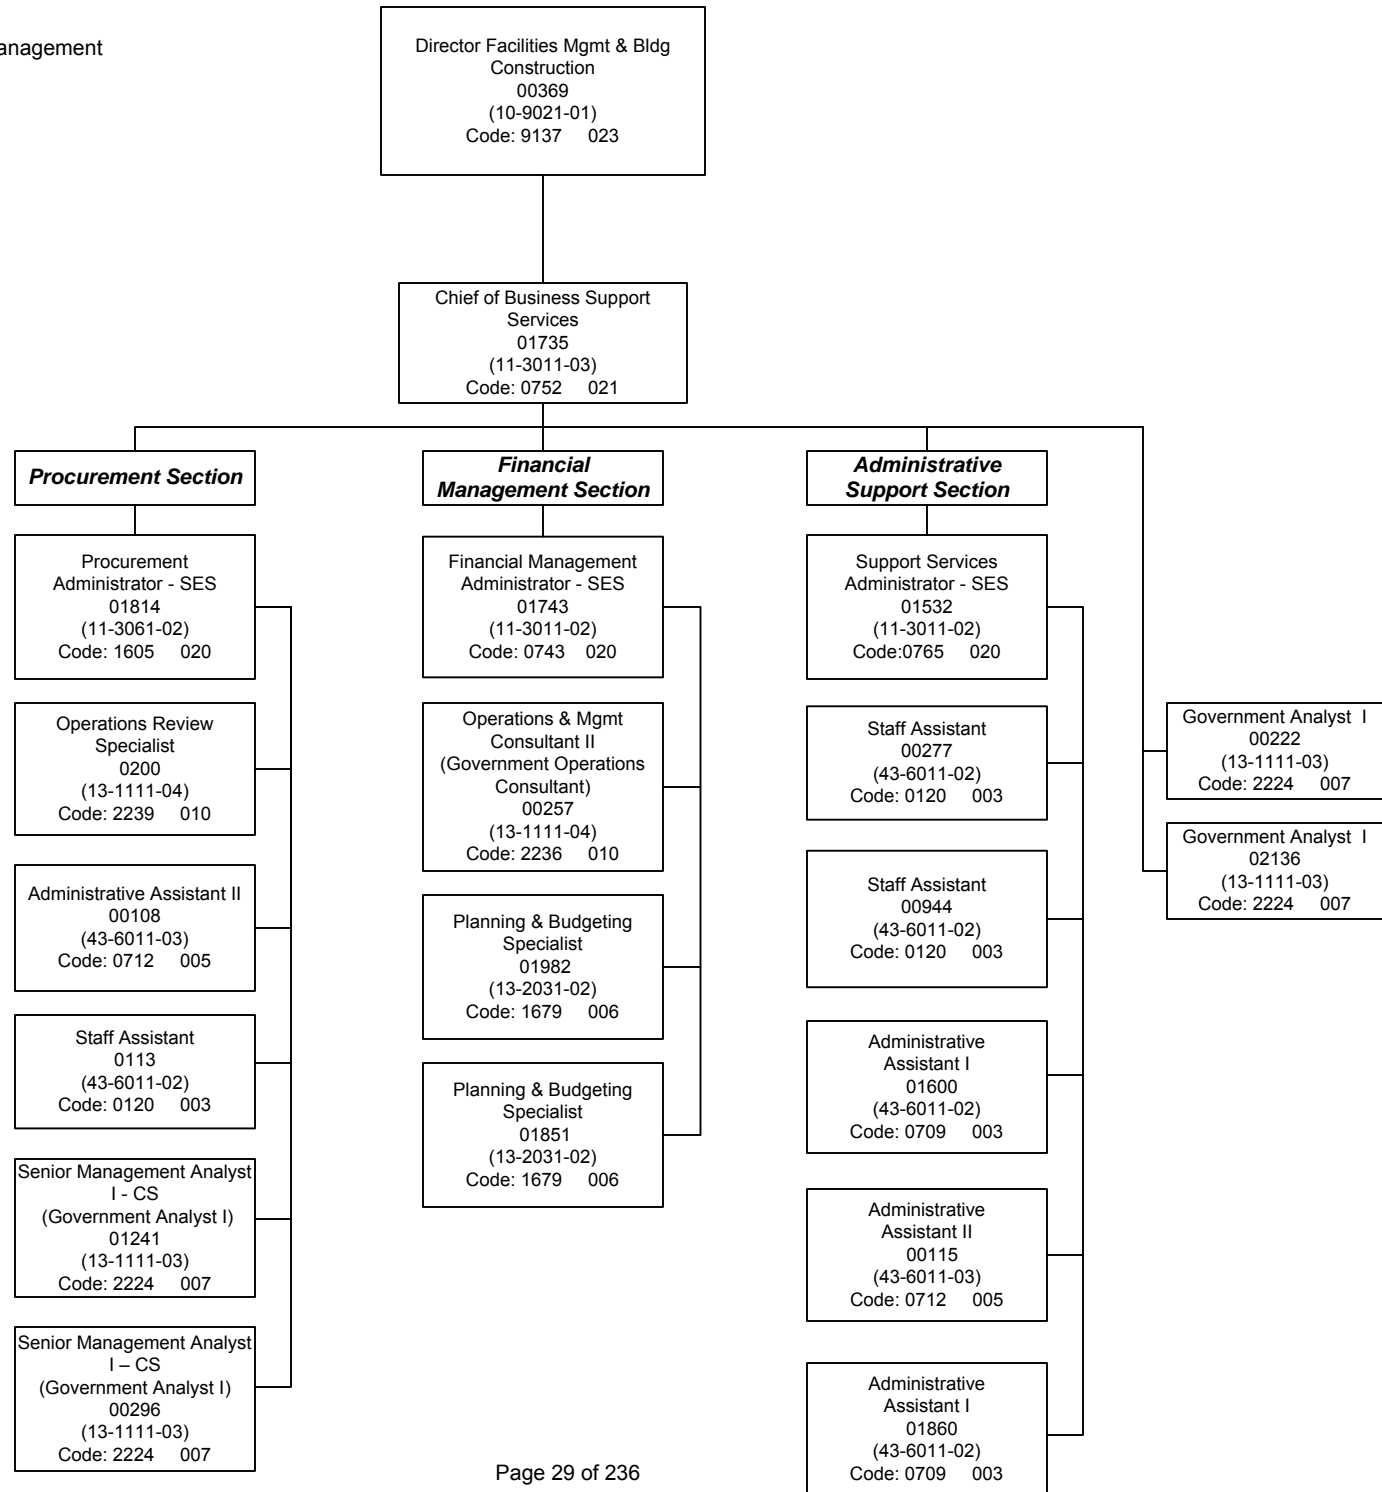 anagement
Director Facilities Mgmt & Bldg
Construction
00369
(10-9021-01)
Code: 9137 023
Chief of Business Support
Services
01735
(11-3011-03)
Code: 0752 021
Procurement Section
Procurement
Administrator - SES
01814
(11-3061-02)
Code: 1605 020
Operations Review
Specialist
0200
(13-1111-04)
Code: 2239 010
Administrative Assistant II
00108
(43-6011-03)
Code: 0712 005
Staff Assistant
0113
(43-6011-02)
Code: 0120 003
Senior Management Analyst
I - CS
(Government Analyst I)
01241
(13-1111-03)
Code: 2224 007
Senior Management Analyst
I – CS
(Government Analyst I)
00296
(13-1111-03)
Code: 2224 007
Financial
Management Section
Financial Management
Administrator - SES
01743
(11-3011-02)
Code: 0743 020
Operations & Mgmt
Consultant II
(Government Operations
Consultant)
00257
(13-1111-04)
Code: 2236 010
Planning & Budgeting
Specialist
01982
(13-2031-02)
Code: 1679 006
Planning & Budgeting
Specialist
01851
(13-2031-02)
Code: 1679 006
Administrative
Support Section
Support Services
Administrator - SES
01532
(11-3011-02)
Code:0765 020
Staff Assistant
00277
(43-6011-02)
Code: 0120 003
Staff Assistant
00944
(43-6011-02)
Code: 0120 003
Administrative
Assistant I
01600
(43-6011-02)
Code: 0709 003
Administrative
Assistant II
00115
(43-6011-03)
Code: 0712 005
Administrative
Assistant I
01860
(43-6011-02)
Code: 0709 003
Government Analyst I
00222
(13-1111-03)
Code: 2224 007
Government Analyst I
02136
(13-1111-03)
Code: 2224 007
Page 29 of 236